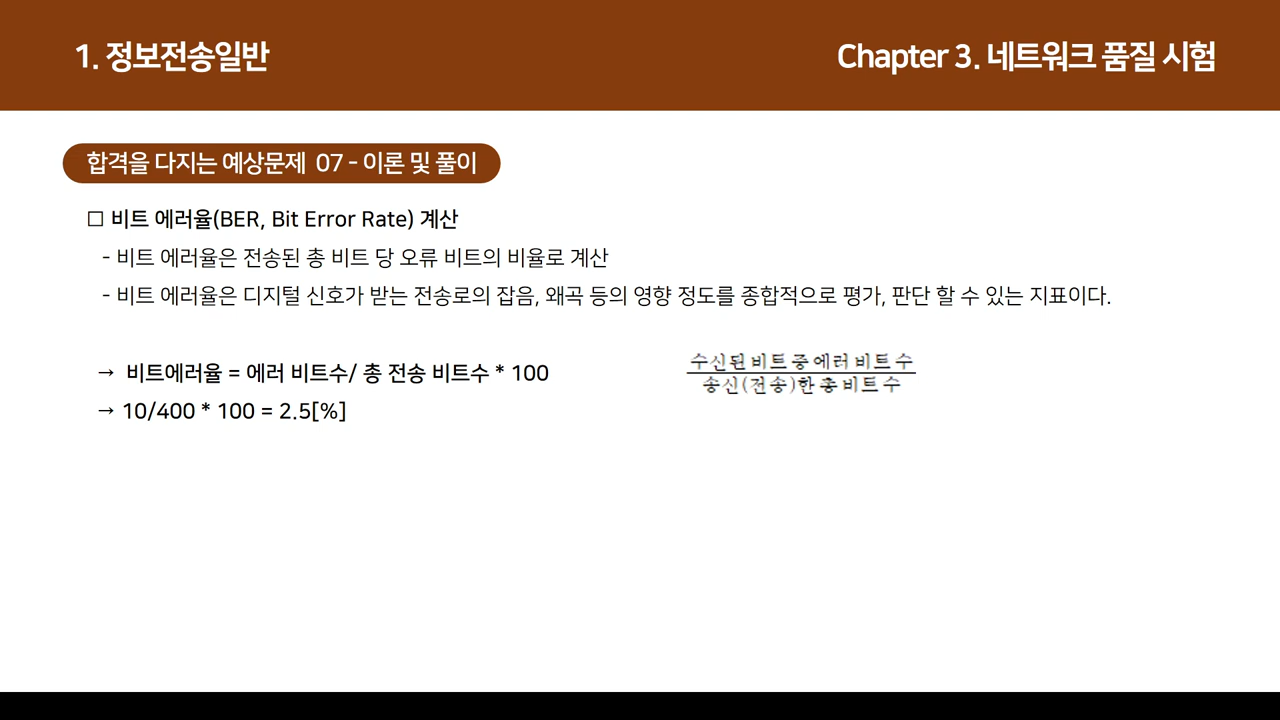 1. 정보전송일반
Chapter 3. 네트워크 품질 시험
합격을 다지는 예상문제 07 - 이론 및 풀이
□ 비트 에러율(BER, Bit Error Rate) 계산
- 비트 에러율은 전송된 총 비트 당 오류 비트의 비율로 계산
- 비트 에러율은 디지털 신호가 받는 전송로의 잡음, 왜곡 등의 영향 정도를 종합적으로 평가, 판단 할 수 있는 지표이다.
→ 비트에러율 = 에러 비트수/ 총 전송 비트수 * 100
→ 10/400 * 100 = 2.5[%]
수신된 비트 중 에러 비트 수
송신(전송)한 총 비트 수